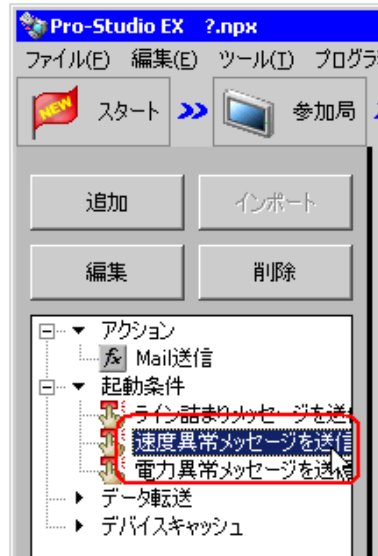 Pro-Studio EX ?.npx
ファイル(F) 編集(E) ツール(T) プログラ
NEW スタート 参加局
追加 インポート
編集 削除
アクション
fx Mail送信
起動条件
ライン詰まりメッセージを送
速度異常メッセージを送信
電力異常メッセージを送
データ転送
デバイスキャッシュ